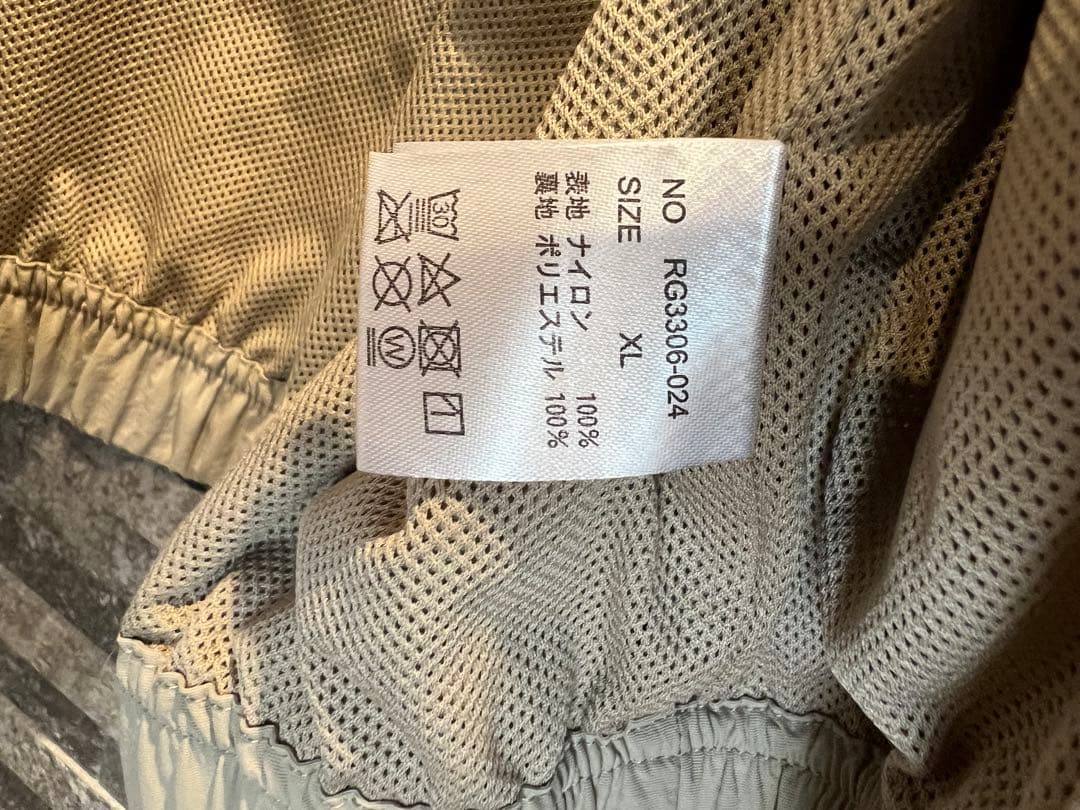 NO RG3306-024
SIZE XL
表地 ナイロン 100%
裏地 ポリエステル 100%
30
W